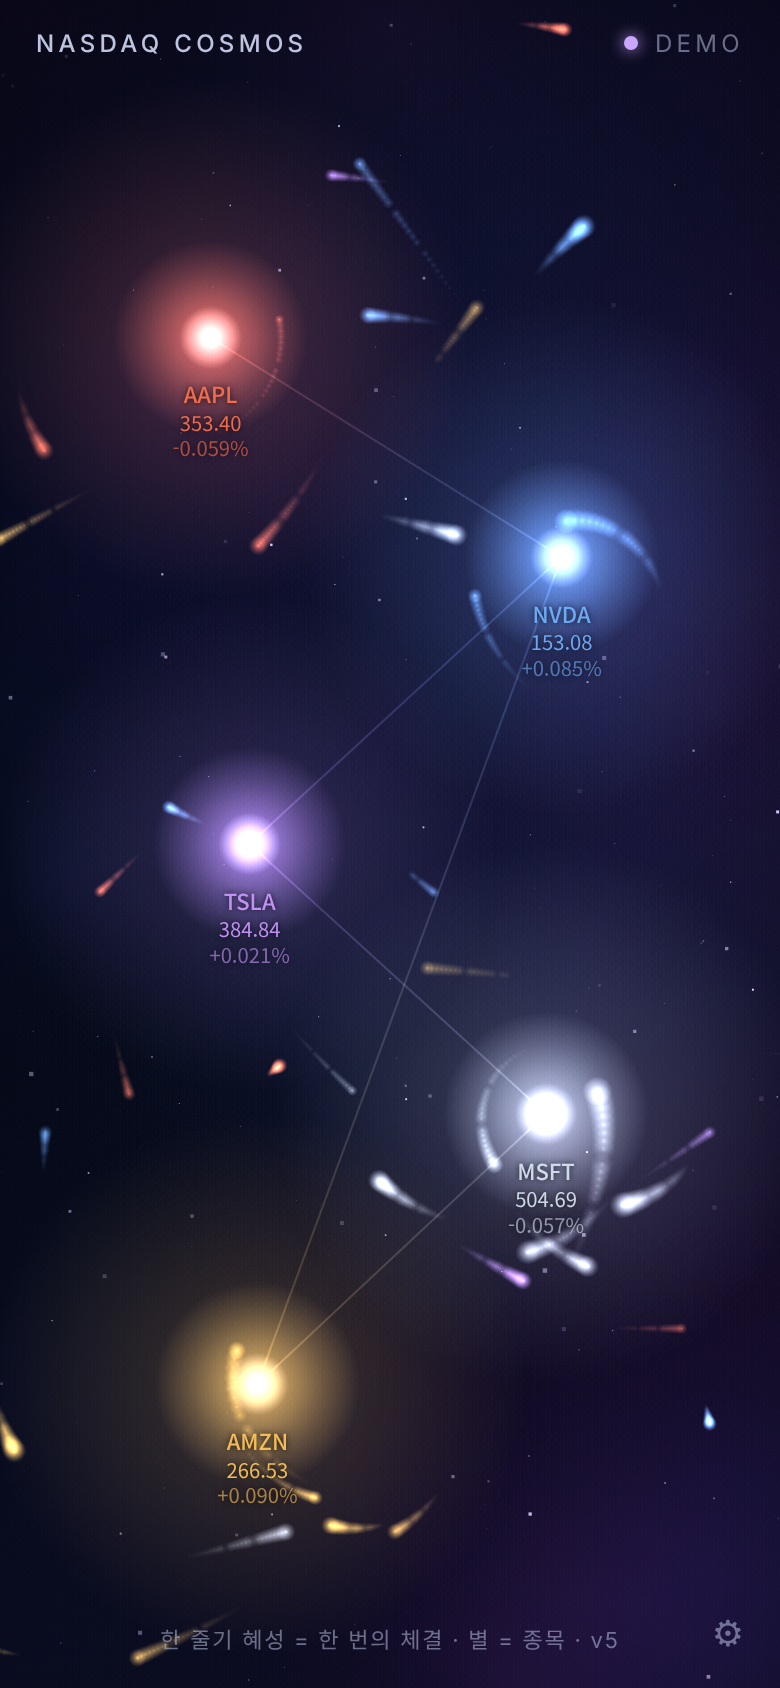 NASDAQ COSMOS
DEMO
AAPL
353.40
-0.059%
NVDA
153.08
+0.085%
TSLA
384.84
+0.021%
MSFT
504.69
-0.057%
AMZN
266.53
+0.090%
한 줄기 혜성 = 한 번의 체결 · 별 = 종목 · v5